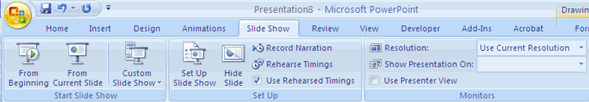 Presentation8 - Microsoft PowerPoint
Drawing
Home Insert Design Animations Slide Show Review View Developer Add-Ins Acrobat
From Beginning
From Current Slide
Custom Slide Show
Start Slide Show
Set Up Slide Show
Hide Slide
Record Narration
Rehearse Timings
Use Rehearsed Timings
Set Up
Resolution: Use Current Resolution
Show Presentation On:
Use Presenter View
Monitors